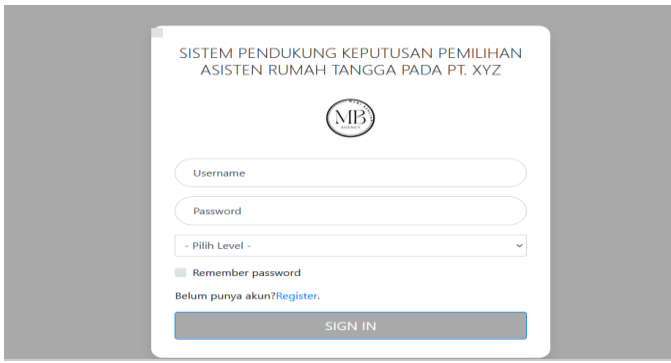 SISTEM PENDUKUNG KEPUTUSAN PEMILIHAN
ASISTEN RUMAH TANGGA PADA PT. XYZ
MB
AGENCY
Username
Password
- Pilih Level -
Remember password
Belum punya akun?Register.
SIGN IN